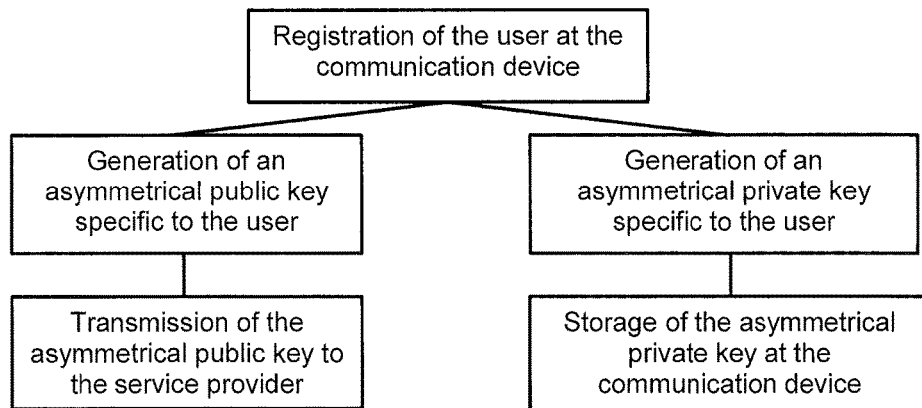 Registration of the user at the
communication device
Generation of an
asymmetrical public key
specific to the user
Generation of an
asymmetrical private key
specific to the user
Transmission of the
asymmetrical public key to
the service provider
Storage of the asymmetrical
private key at the
communication device